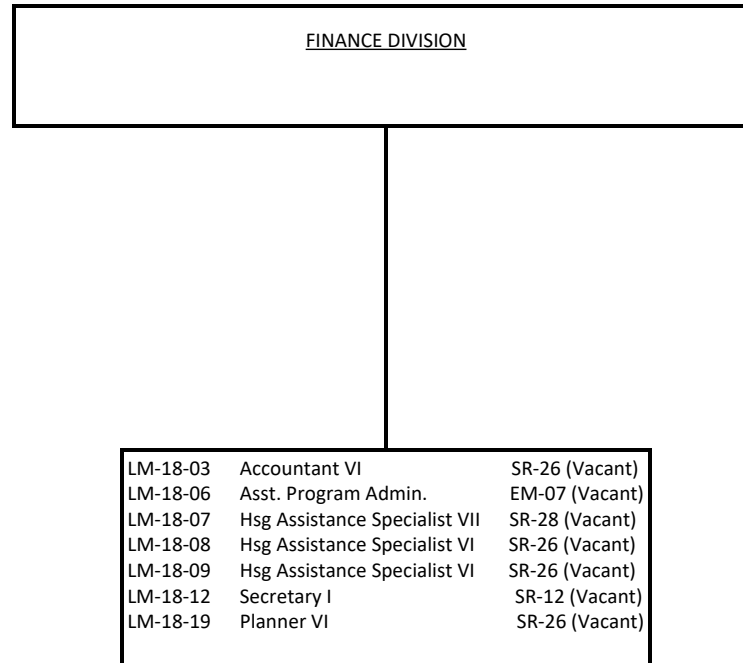 FINANCE DIVISION
LM-18-03 Accountant VI SR-26 (Vacant)
LM-18-06 Asst. Program Admin. EM-07 (Vacant)
LM-18-07 Hsg Assistance Specialist VII SR-28 (Vacant)
LM-18-08 Hsg Assistance Specialist VI SR-26 (Vacant)
LM-18-09 Hsg Assistance Specialist VI SR-26 (Vacant)
LM-18-12 Secretary I SR-12 (Vacant)
LM-18-19 Planner VI SR-26 (Vacant)